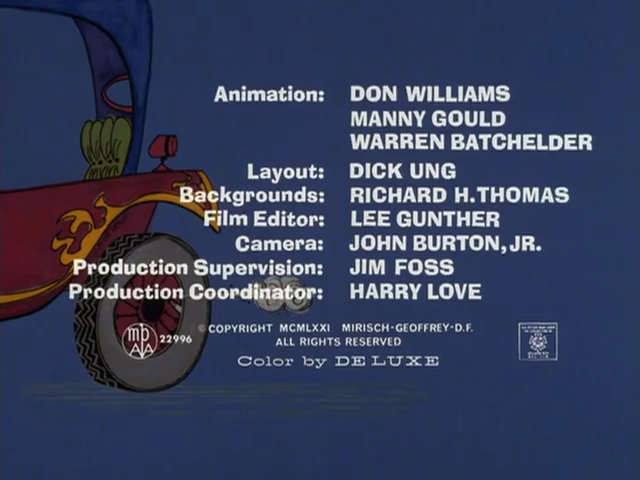 Animation: DON WILLIAMS
MANNY GOULD
WARREN BATCHELDER
Layout: DICK UNG
Backgrounds: RICHARD H. THOMAS
Film Editor: LEE GUNTHER
Camera: JOHN BURTON, JR.
Production Supervision: JIM FOSS
Production Coordinator: HARRY LOVE
© COPYRIGHT MCMLXXI MIRISCH-GEOFFREY-D.F.
ALL RIGHTS RESERVED
22996
Color by DE LUXE